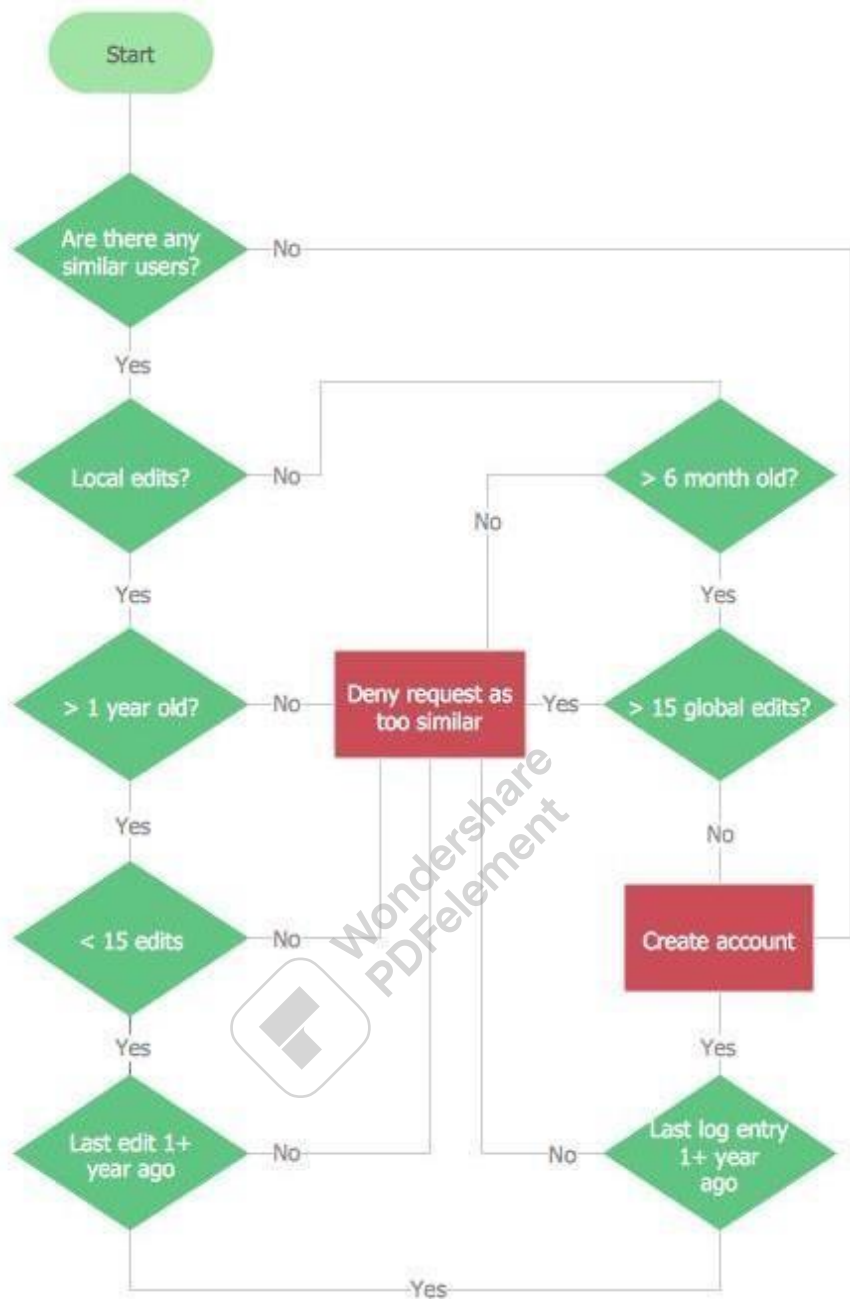 Start
Are there any
similar users?
No
Yes
Local edits?
No
> 6 month old?
No
Yes
Yes
> 1 year old?
No
Deny request as
too similar
Yes
> 15 global edits?
Yes
No
< 15 edits
No
Create account
Yes
Yes
Last edit 1+
year ago
No
No
Last log entry
1+ year
ago
Yes
Wondershare
PDFelement